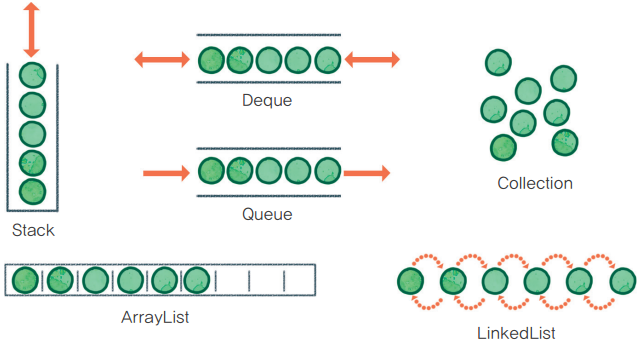 Deque
Collection
Queue
Stack
ArrayList
LinkedList